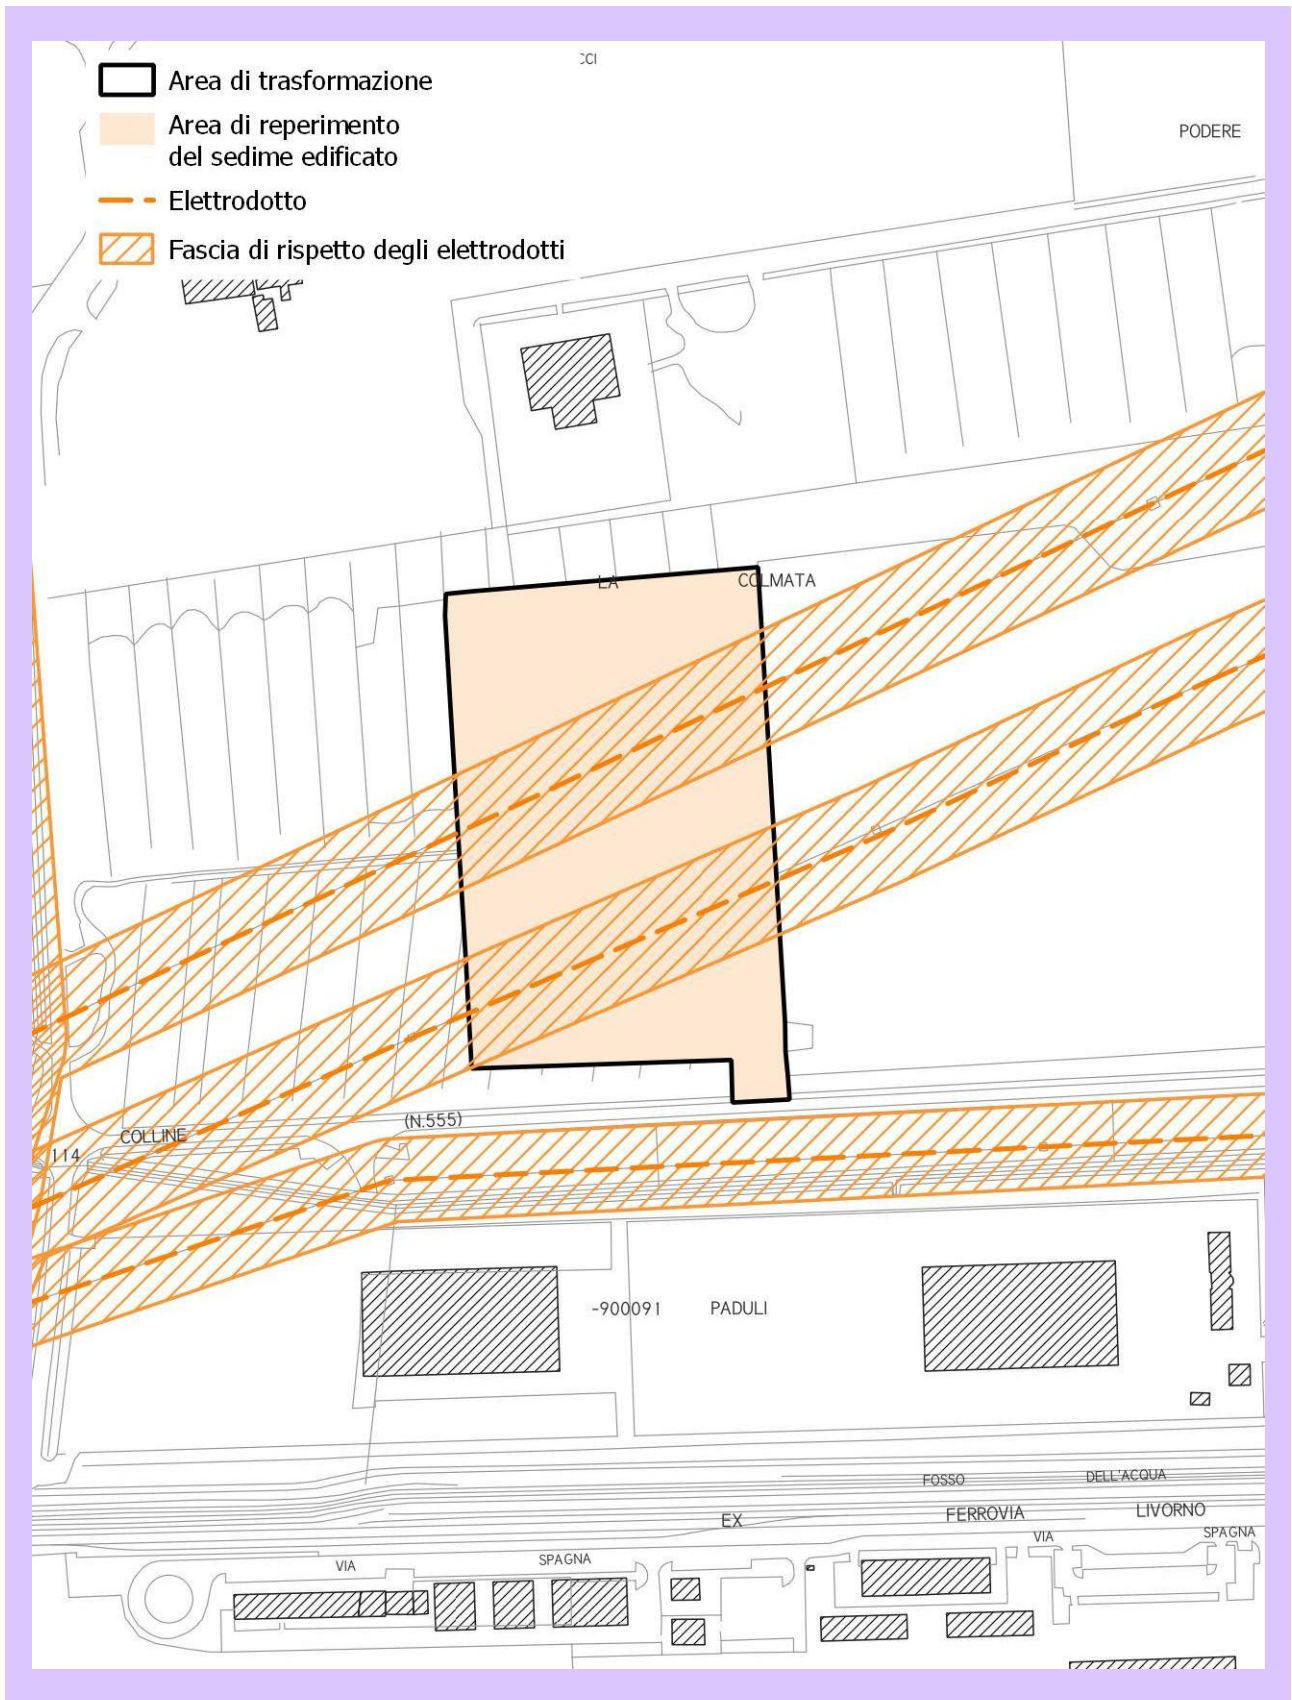 CCI
Area di trasformazione
Area di reperimento
del sedime edificato
Elettrodotto
Fascia di rispetto degli elettrodotti
PODERE
LA
COLMATA
(N.555)
COLLINE
114
-900091
PADULI
FOSSO
DELL'ACQUA
EX
FERROVIA
LIVORNO
VIA
SPAGNA
VIA
SPAGNA